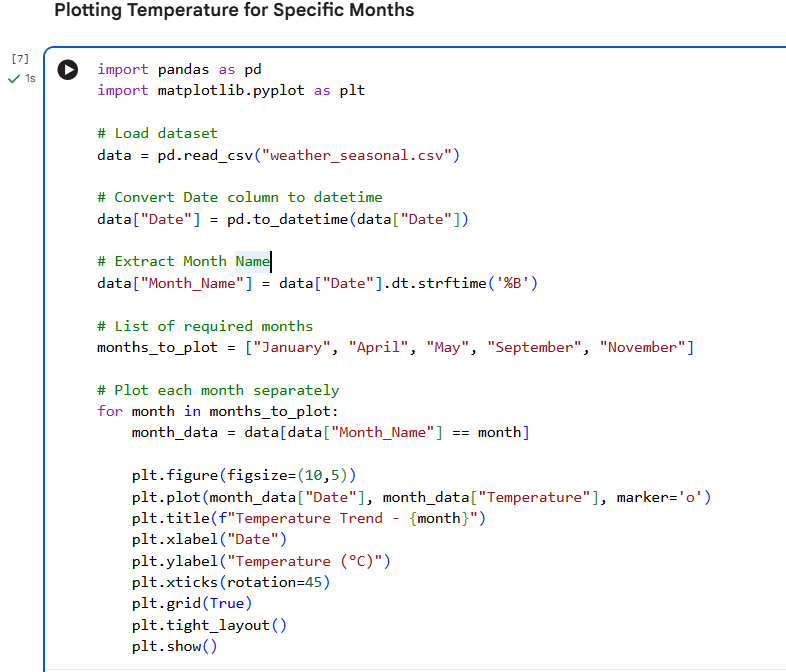 Plotting Temperature for Specific Months
[7]
1s
import pandas as pd
import matplotlib.pyplot as plt
# Load dataset
data = pd.read_csv("weather_seasonal.csv")
# Convert Date column to datetime
data["Date"] = pd.to_datetime(data["Date"])
# Extract Month Name
data["Month_Name"] = data["Date"].dt.strftime('%B')
# List of required months
months_to_plot = ["January", "April", "May", "September", "November"]
# Plot each month separately
for month in months_to_plot:
    month_data = data[data["Month_Name"] == month]
    plt.figure(figsize=(10,5))
    plt.plot(month_data["Date"], month_data["Temperature"], marker='o')
    plt.title(f"Temperature Trend - {month}")
    plt.xlabel("Date")
    plt.ylabel("Temperature (°C)")
    plt.xticks(rotation=45)
    plt.grid(True)
    plt.tight_layout()
    plt.show()